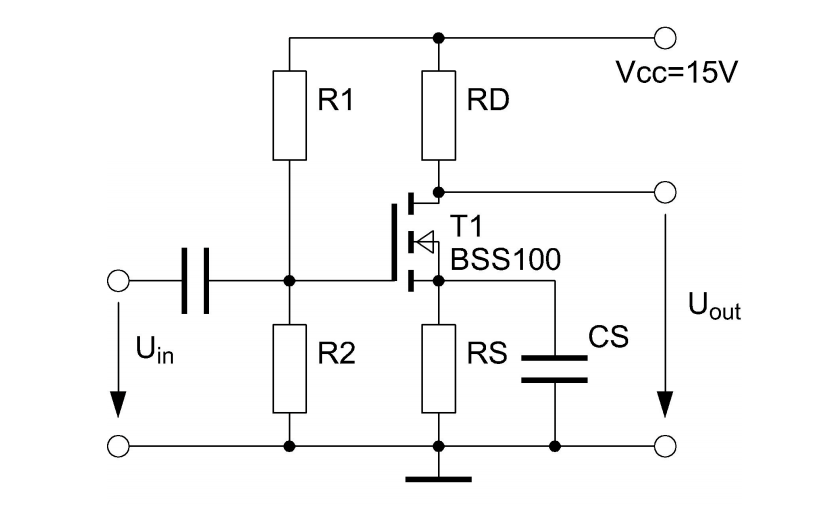 Vcc=15V
R1
RD
T1
BSS100
Uin
R2
RS
CS
Uout